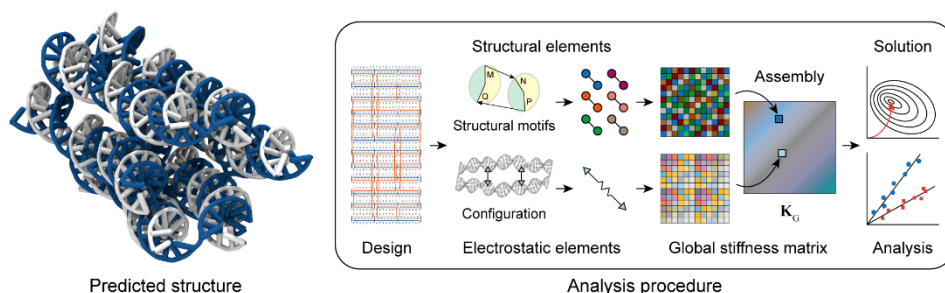 Structural elements
Solution
M
N
Q
P
Assembly
Structural motifs
Configuration
K_G
Design
Electrostatic elements
Global stiffness matrix
Analysis
Predicted structure
Analysis procedure